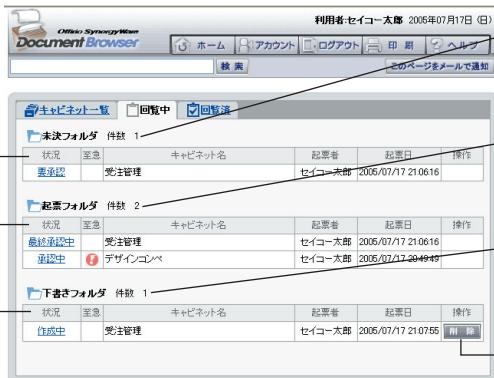 利用者:セイコー太郎 2005年07月17日 (日)
Offirio SynergyWare
Document Browser
ホーム アカウント ログアウト 印 刷 ヘルプ
検 索 このページをメールで通知
キャビネット一覧 回覧中 回覧済
未決フォルダ 件数 1
状況 至急 キャビネット名 起票者 起票日 操作
要承認 受注管理 セイコー太郎 2005/07/17 21:06:16
起票フォルダ 件数 2
状況 至急 キャビネット名 起票者 起票日 操作
最終承認中 受注管理 セイコー太郎 2005/07/17 21:06:16
承認中 デザインコンペ セイコー太郎 2005/07/17 20:49:49
下書きフォルダ 件数 1
状況 至急 キャビネット名 起票者 起票日 操作
作成中 受注管理 セイコー太郎 2005/07/17 21:07:55 削 除